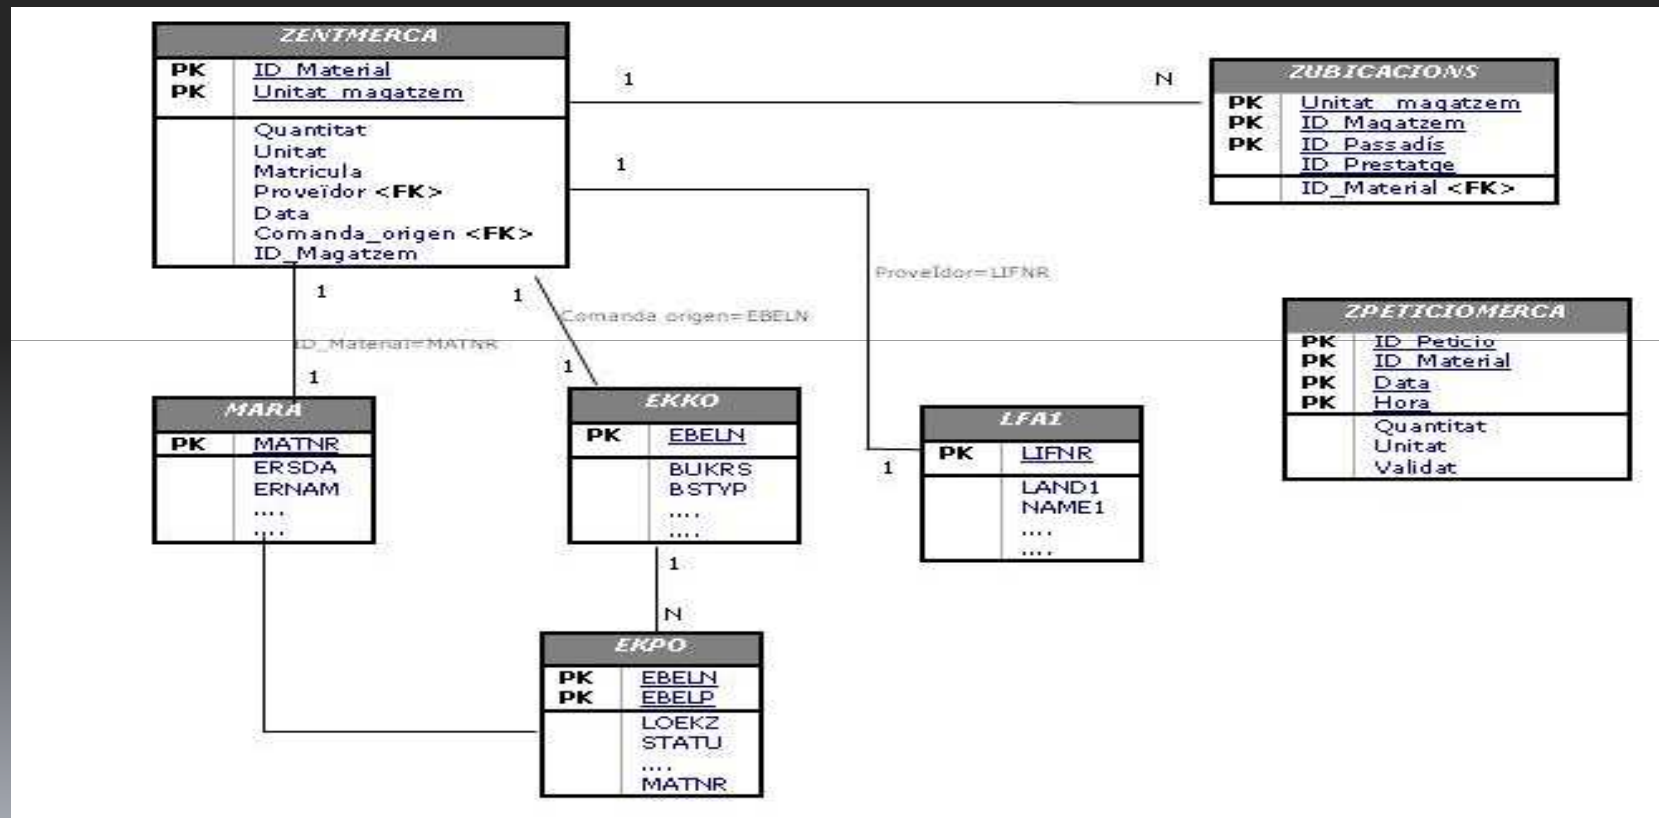 ZENTMERCA
PK ID_Material
PK Unitat_magatzem
Quantitat
Unitat
Matricula
Proveïdor <FK>
Data
Comanda_origen <FK>
ID_Magatzem
1
N
ZUBICACIONS
PK Unitat_magatzem
PK ID_Magatzem
PK ID_Passadís
ID_Prestatge
ID_Material <FK>
1
1
1
ProveÏdor=LIFNR
Comanda origen=EBELN
ID_Material=MATNR
1
1
1
ZPETICIOMERCA
PK ID_Peticio
PK ID_Material
PK Data
PK Hora
Quantitat
Unitat
Validat
MARA
PK MATNR
ERSDA
ERNAM
....
....
EKKO
PK EBELN
BUKRS
BSTYP
....
....
LFA1
PK LIFNR
LAND1
NAME1
....
....
1
N
EKPO
PK EBELN
PK EBELP
LOEKZ
STATU
....
MATNR